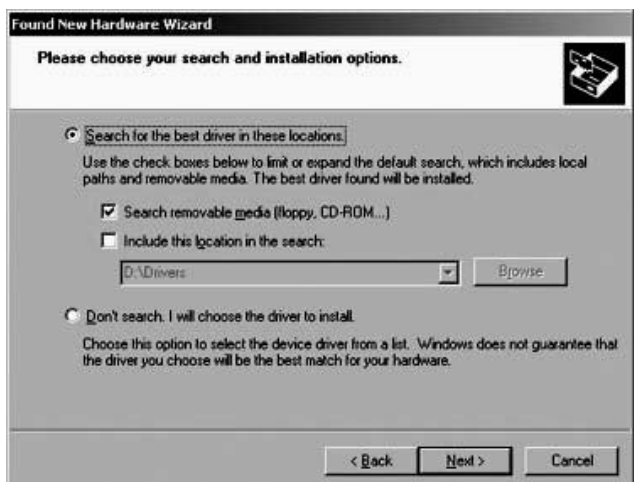 Found New Hardware Wizard
Please choose your search and installation options.
Search for the best driver in these locations.
Use the check boxes below to limit or expand the default search, which includes local
paths and removable media. The best driver found will be installed.
Search removable media (floppy, CD-ROM...)
Include this location in the search:
D:\Drivers
Browse
Don't search. I will choose the driver to install.
Choose this option to select the device driver from a list. Windows does not guarantee that
the driver you choose will be the best match for your hardware.
< Back
Next >
Cancel